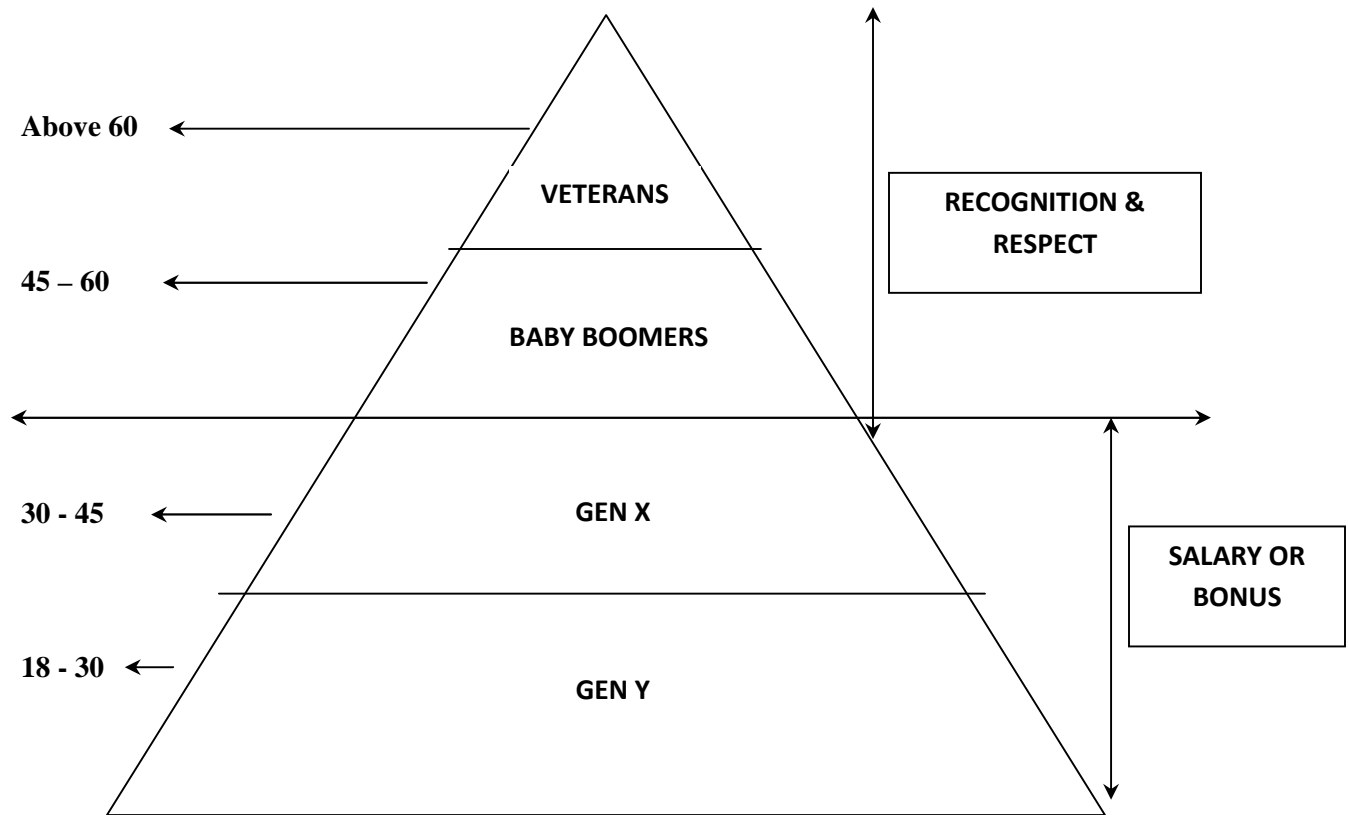 Above 60
VETERANS
RECOGNITION &
RESPECT
45 – 60
BABY BOOMERS
30 - 45
GEN X
SALARY OR
BONUS
18 - 30
GEN Y